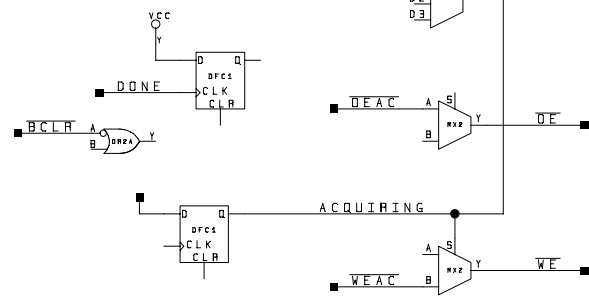 D3
VCC
Y
D Q
DFC1
CLK
CLR
DONE
OEAC
A S
MX2
Y
B
OE
BCLR
A
B
OR2A
Y
D Q
DFC1
CLK
CLR
ACQUIRING
A S
MX2
Y
B
WE
WEAC